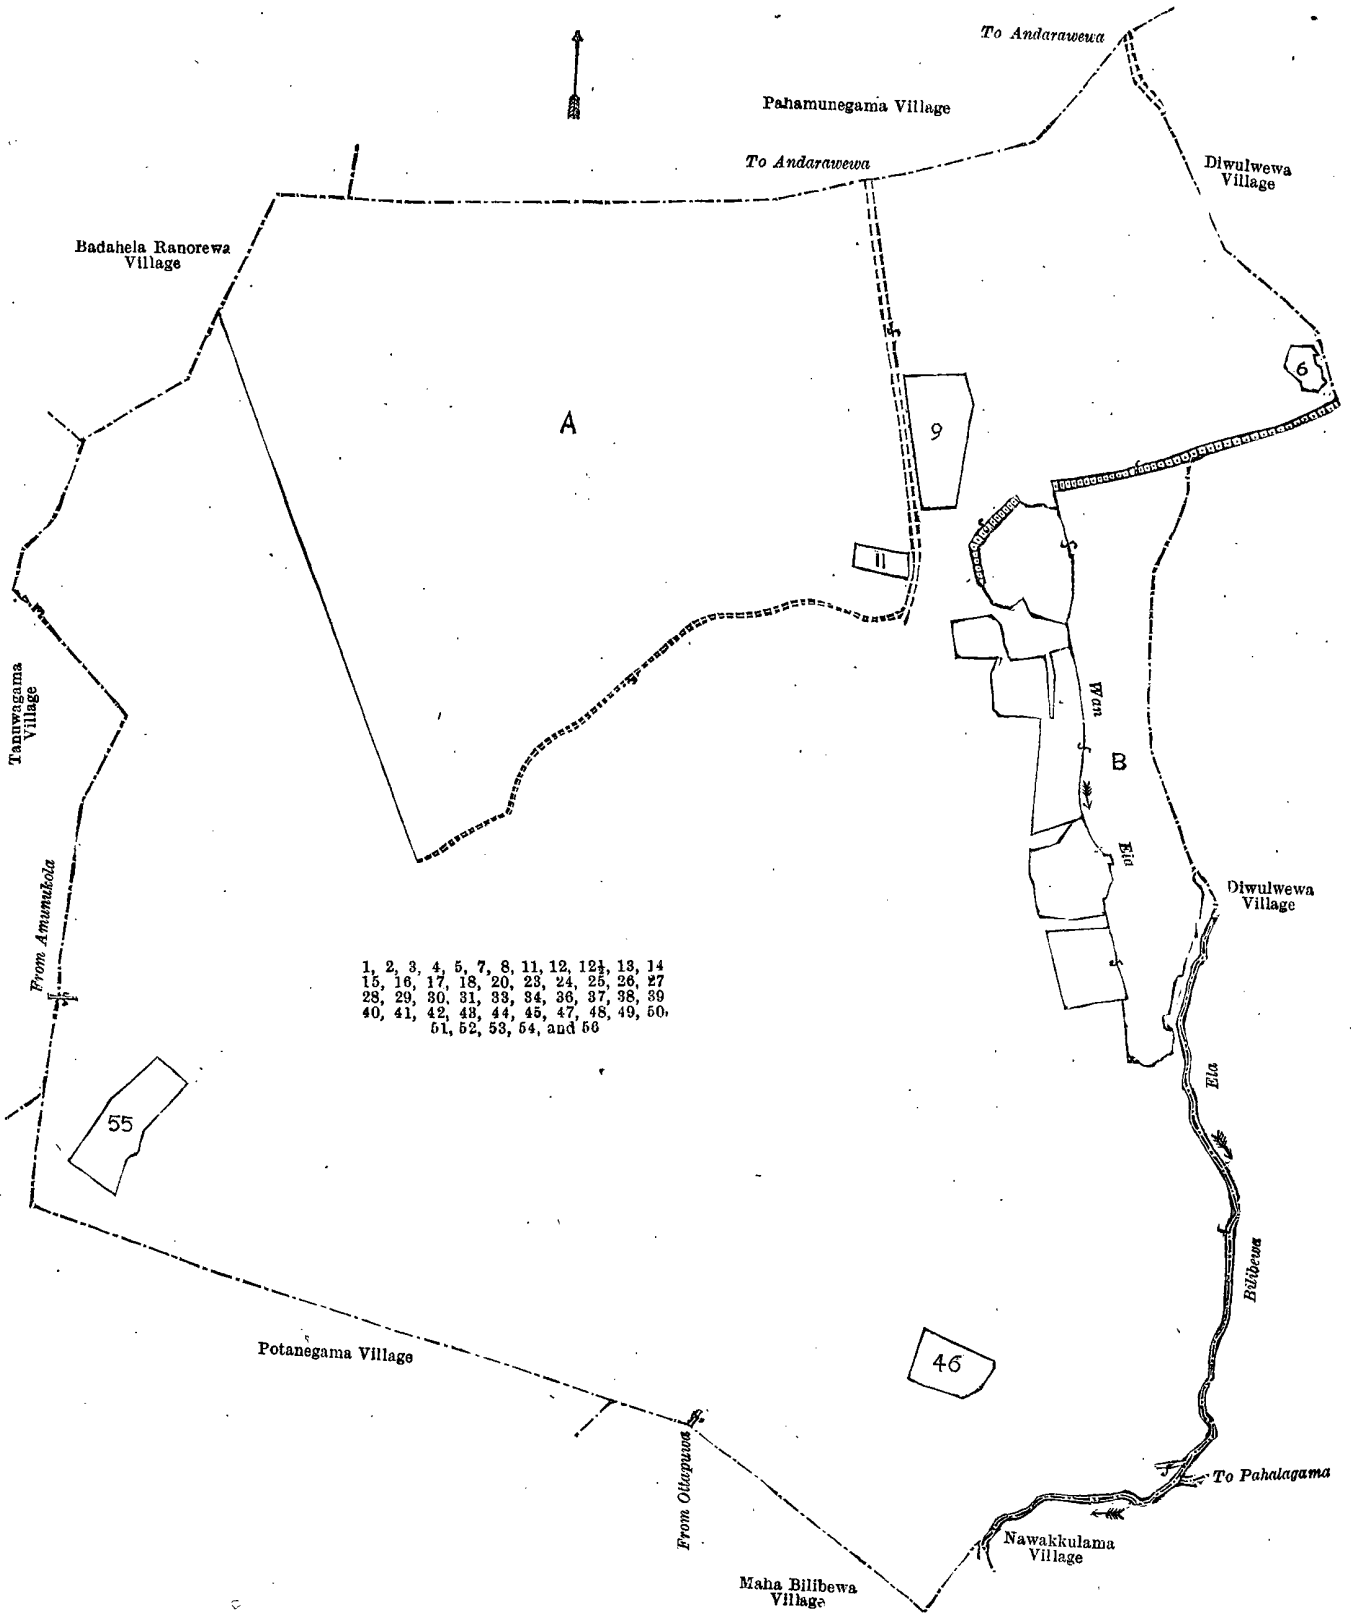 To Andarawewa
Pahamunegama Village
To Andarawewa
Diwulwewa
Village
Badahela Ranorewa
Village
6
A
9
11
Tanuwagama
Village
Wan
B
Ela
From Amunukola
Diwulwewa
Village
1, 2, 3, 4, 5, 7, 8, 11, 12, 12½, 13, 14
15, 16, 17, 18, 20, 23, 24, 25, 26, 27
28, 29, 30, 31, 33, 34, 36, 37, 38, 39
40, 41, 42, 43, 44, 45, 47, 48, 49, 50,
51, 52, 53, 54, and 56
Ela
55
Bilibewa
Potanegama Village
46
From Ottapuwa
To Pahalagama
Nawakkulama
Village
Maha Bilibewa
Village